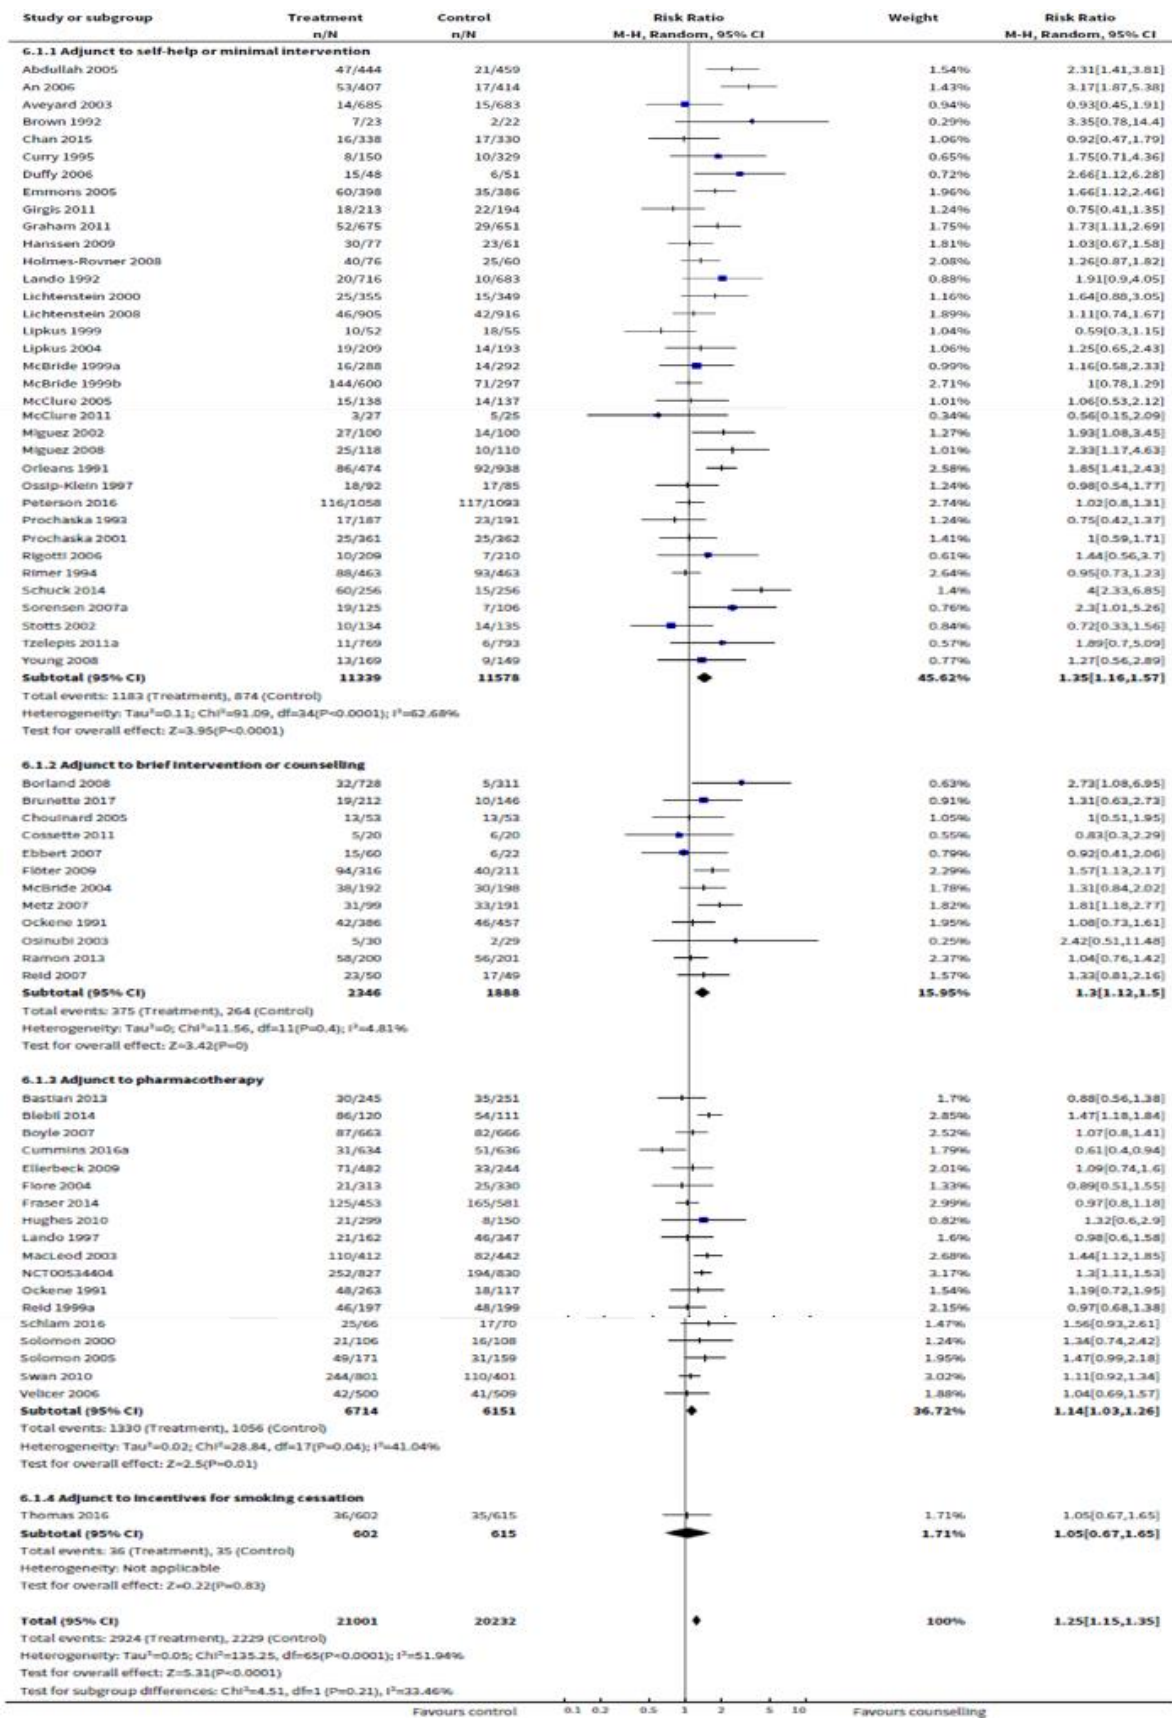 Study or subgroup Treatment Control Risk Ratio Weight Risk Ratio
n/N n/N M-H, Random, 95% CI M-H, Random, 95% CI
6.1.1 Adjunct to self-help or minimal intervention
Abdullah 2005 47/444 21/459 1.54% 2.31[1.41,3.81]
An 2006 53/407 17/414 1.43% 3.17[1.87,5.38]
Aveyard 2003 14/685 15/683 0.94% 0.93[0.45,1.91]
Brown 1992 7/23 2/22 0.29% 3.35[0.78,14.4]
Chan 2015 16/338 17/330 1.06% 0.92[0.47,1.79]
Curry 1995 8/150 10/329 0.65% 1.75[0.71,4.36]
Duffy 2006 15/48 6/51 0.72% 2.66[1.12,6.28]
Emmons 2005 60/398 35/386 1.96% 1.66[1.12,2.46]
Girgis 2011 18/213 22/194 1.24% 0.75[0.41,1.35]
Graham 2011 52/675 29/651 1.75% 1.73[1.11,2.69]
Hanssen 2009 30/77 23/61 1.81% 1.03[0.67,1.58]
Holmes-Rovner 2008 40/76 25/60 2.08% 1.26[0.87,1.82]
Lando 1992 20/716 10/683 0.88% 1.91[0.9,4.05]
Lichtenstein 2000 25/355 15/349 1.16% 1.64[0.88,3.05]
Lichtenstein 2008 46/905 42/916 1.89% 1.11[0.74,1.67]
Lipkus 1999 10/52 18/55 1.04% 0.59[0.3,1.15]
Lipkus 2004 19/209 14/193 1.06% 1.25[0.65,2.43]
McBride 1999a 16/288 14/292 0.99% 1.16[0.58,2.33]
McBride 1999b 144/600 71/297 2.71% 1[0.78,1.29]
McClure 2005 15/138 14/137 1.01% 1.06[0.53,2.12]
McClure 2011 3/27 5/25 0.34% 0.56[0.15,2.09]
Miguez 2002 27/100 14/100 1.27% 1.93[1.08,3.45]
Miguez 2008 25/118 10/110 1.01% 2.33[1.17,4.63]
Orleans 1991 86/474 92/938 2.58% 1.85[1.41,2.43]
Ossip-Klein 1997 18/92 17/85 1.24% 0.98[0.54,1.77]
Peterson 2016 116/1058 117/1093 2.74% 1.02[0.8,1.31]
Prochaska 1993 17/187 23/191 1.24% 0.75[0.42,1.37]
Prochaska 2001 25/361 25/362 1.41% 1[0.59,1.71]
Rigotti 2006 10/209 7/210 0.61% 1.44[0.56,3.7]
Rimer 1994 88/463 93/463 2.64% 0.95[0.73,1.23]
Schuck 2014 60/256 15/256 1.4% 4[2.33,6.85]
Sorensen 2007a 19/125 7/106 0.76% 2.3[1.01,5.26]
Stotts 2002 10/134 14/135 0.84% 0.72[0.33,1.56]
Tzelepis 2011a 11/769 6/793 0.57% 1.89[0.7,5.09]
Young 2008 13/169 9/149 0.77% 1.27[0.56,2.89]
Subtotal (95% CI) 11339 11578 45.62% 1.35[1.16,1.57]
Total events: 1183 (Treatment), 874 (Control)
Heterogeneity: Tau²=0.11; Chi²=91.09, df=34(P<0.0001); I²=62.68%
Test for overall effect: Z=3.95(P<0.0001)
6.1.2 Adjunct to brief intervention or counselling
Borland 2008 32/728 5/311 0.63% 2.73[1.08,6.95]
Brunette 2017 19/212 10/146 0.91% 1.31[0.63,2.73]
Chouinard 2005 13/53 13/53 1.05% 1[0.51,1.95]
Cossette 2011 5/20 6/20 0.55% 0.83[0.3,2.29]
Ebbert 2007 15/60 6/22 0.79% 0.92[0.41,2.06]
Flöter 2009 94/316 40/211 2.29% 1.57[1.13,2.17]
McBride 2004 38/192 30/198 1.78% 1.31[0.84,2.02]
Metz 2007 31/99 33/191 1.82% 1.81[1.18,2.77]
Ockene 1991 42/386 46/457 1.95% 1.08[0.73,1.61]
Osinubi 2003 5/30 2/29 0.25% 2.42[0.51,11.48]
Ramon 2013 58/200 56/201 2.37% 1.04[0.76,1.42]
Reid 2007 23/50 17/49 1.57% 1.33[0.81,2.16]
Subtotal (95% CI) 2346 1888 15.95% 1.3[1.12,1.5]
Total events: 375 (Treatment), 264 (Control)
Heterogeneity: Tau²=0; Chi²=11.56, df=11(P=0.4); I²=4.81%
Test for overall effect: Z=3.42(P=0)
6.1.3 Adjunct to pharmacotherapy
Bastian 2013 30/245 35/251 1.7% 0.88[0.56,1.38]
Blebil 2014 86/120 54/111 2.85% 1.47[1.18,1.84]
Boyle 2007 87/663 82/666 2.52% 1.07[0.8,1.41]
Cummins 2016a 31/634 51/636 1.79% 0.61[0.4,0.94]
Ellerbeck 2009 71/482 33/244 2.01% 1.09[0.74,1.6]
Fiore 2004 21/313 25/330 1.33% 0.89[0.51,1.55]
Fraser 2014 125/453 165/581 2.99% 0.97[0.8,1.18]
Hughes 2010 21/299 8/150 0.82% 1.32[0.6,2.9]
Lando 1997 21/162 46/347 1.6% 0.98[0.6,1.58]
MacLeod 2003 110/412 82/442 2.68% 1.44[1.12,1.85]
NCT00534404 252/827 194/830 3.17% 1.3[1.11,1.53]
Ockene 1991 48/263 18/117 1.54% 1.19[0.72,1.95]
Reid 1999a 46/197 48/199 2.15% 0.97[0.68,1.38]
Schlam 2016 25/66 17/70 1.47% 1.56[0.93,2.61]
Solomon 2000 21/106 16/108 1.24% 1.34[0.74,2.42]
Solomon 2005 49/171 31/159 1.95% 1.47[0.99,2.18]
Swan 2010 244/801 110/401 3.02% 1.11[0.92,1.34]
Velicer 2006 42/500 41/509 1.88% 1.04[0.69,1.57]
Subtotal (95% CI) 6714 6151 36.72% 1.14[1.03,1.26]
Total events: 1330 (Treatment), 1056 (Control)
Heterogeneity: Tau²=0.02; Chi²=28.84, df=17(P=0.04); I²=41.04%
Test for overall effect: Z=2.5(P=0.01)
6.1.4 Adjunct to incentives for smoking cessation
Thomas 2016 36/602 35/615 1.71% 1.05[0.67,1.65]
Subtotal (95% CI) 602 615 1.71% 1.05[0.67,1.65]
Total events: 36 (Treatment), 35 (Control)
Heterogeneity: Not applicable
Test for overall effect: Z=0.22(P=0.83)
Total (95% CI) 21001 20232 100% 1.25[1.15,1.35]
Total events: 2924 (Treatment), 2229 (Control)
Heterogeneity: Tau²=0.05; Chi²=135.25, df=65(P<0.0001); I²=51.94%
Test for overall effect: Z=5.31(P<0.0001)
Test for subgroup differences: Chi²=4.51, df=1 (P=0.21), I²=33.46%
Favours control 0.1 0.2 0.5 1 2 5 10 Favours counselling